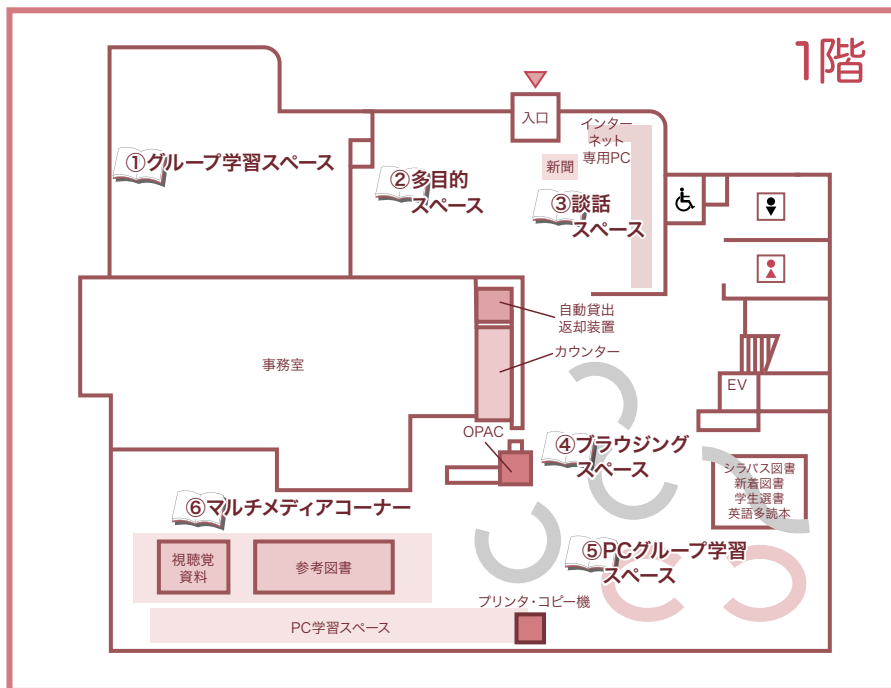 1階
入口
インター
ネット
専用PC
新聞
①グループ学習スペース
②多目的
スペース
③談話
スペース
自動貸出
返却装置
カウンター
事務室
EV
OPAC
④ブラウジング
スペース
シラバス図書
新着図書
学生選書
英語多読本
⑥マルチメディアコーナー
⑤PCグループ学習
スペース
視聴覚
資料
参考図書
プリンタ・コピー機
PC学習スペース